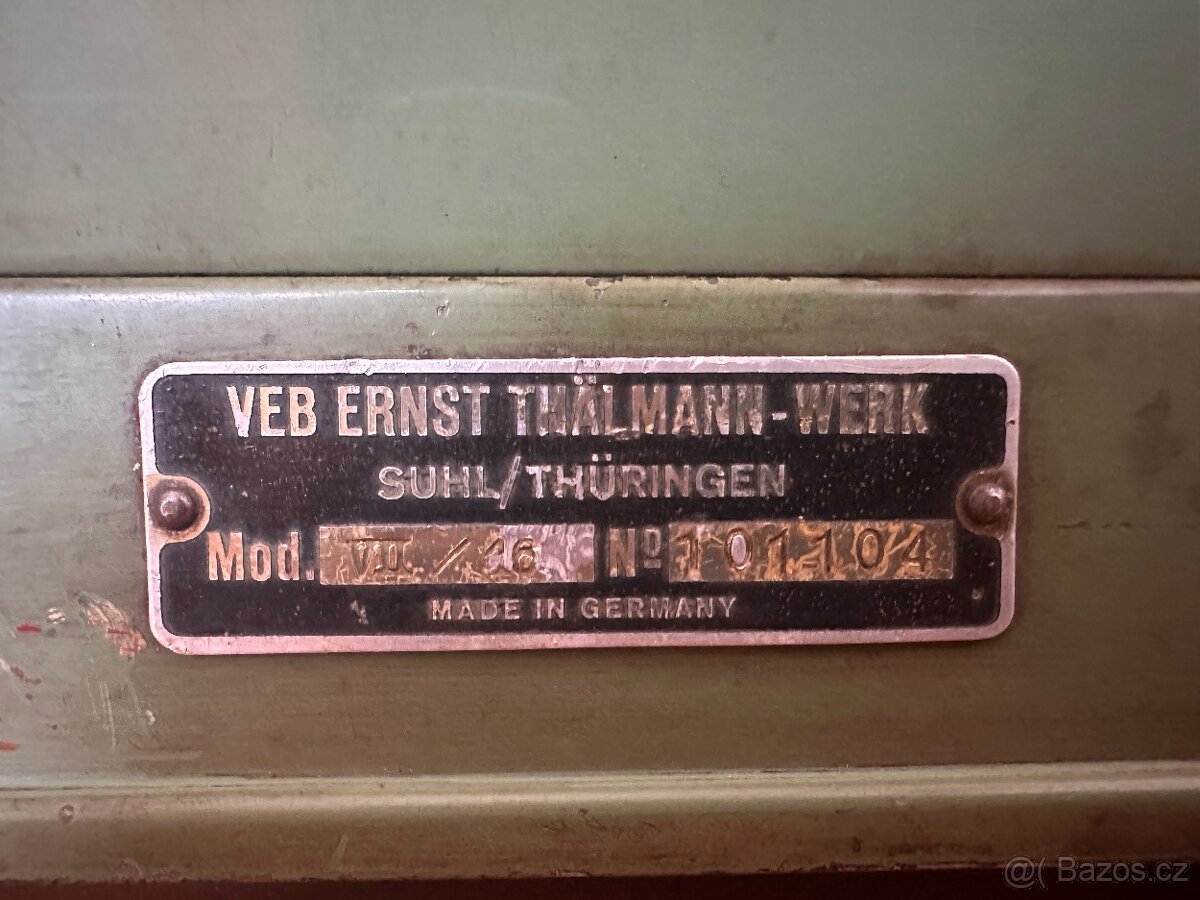 VEB ERNST THÄLMANN-WERK
SUHL/THÜRINGEN
Mod. VII / 16 Nº 101104
MADE IN GERMANY
@( Bazos.cz